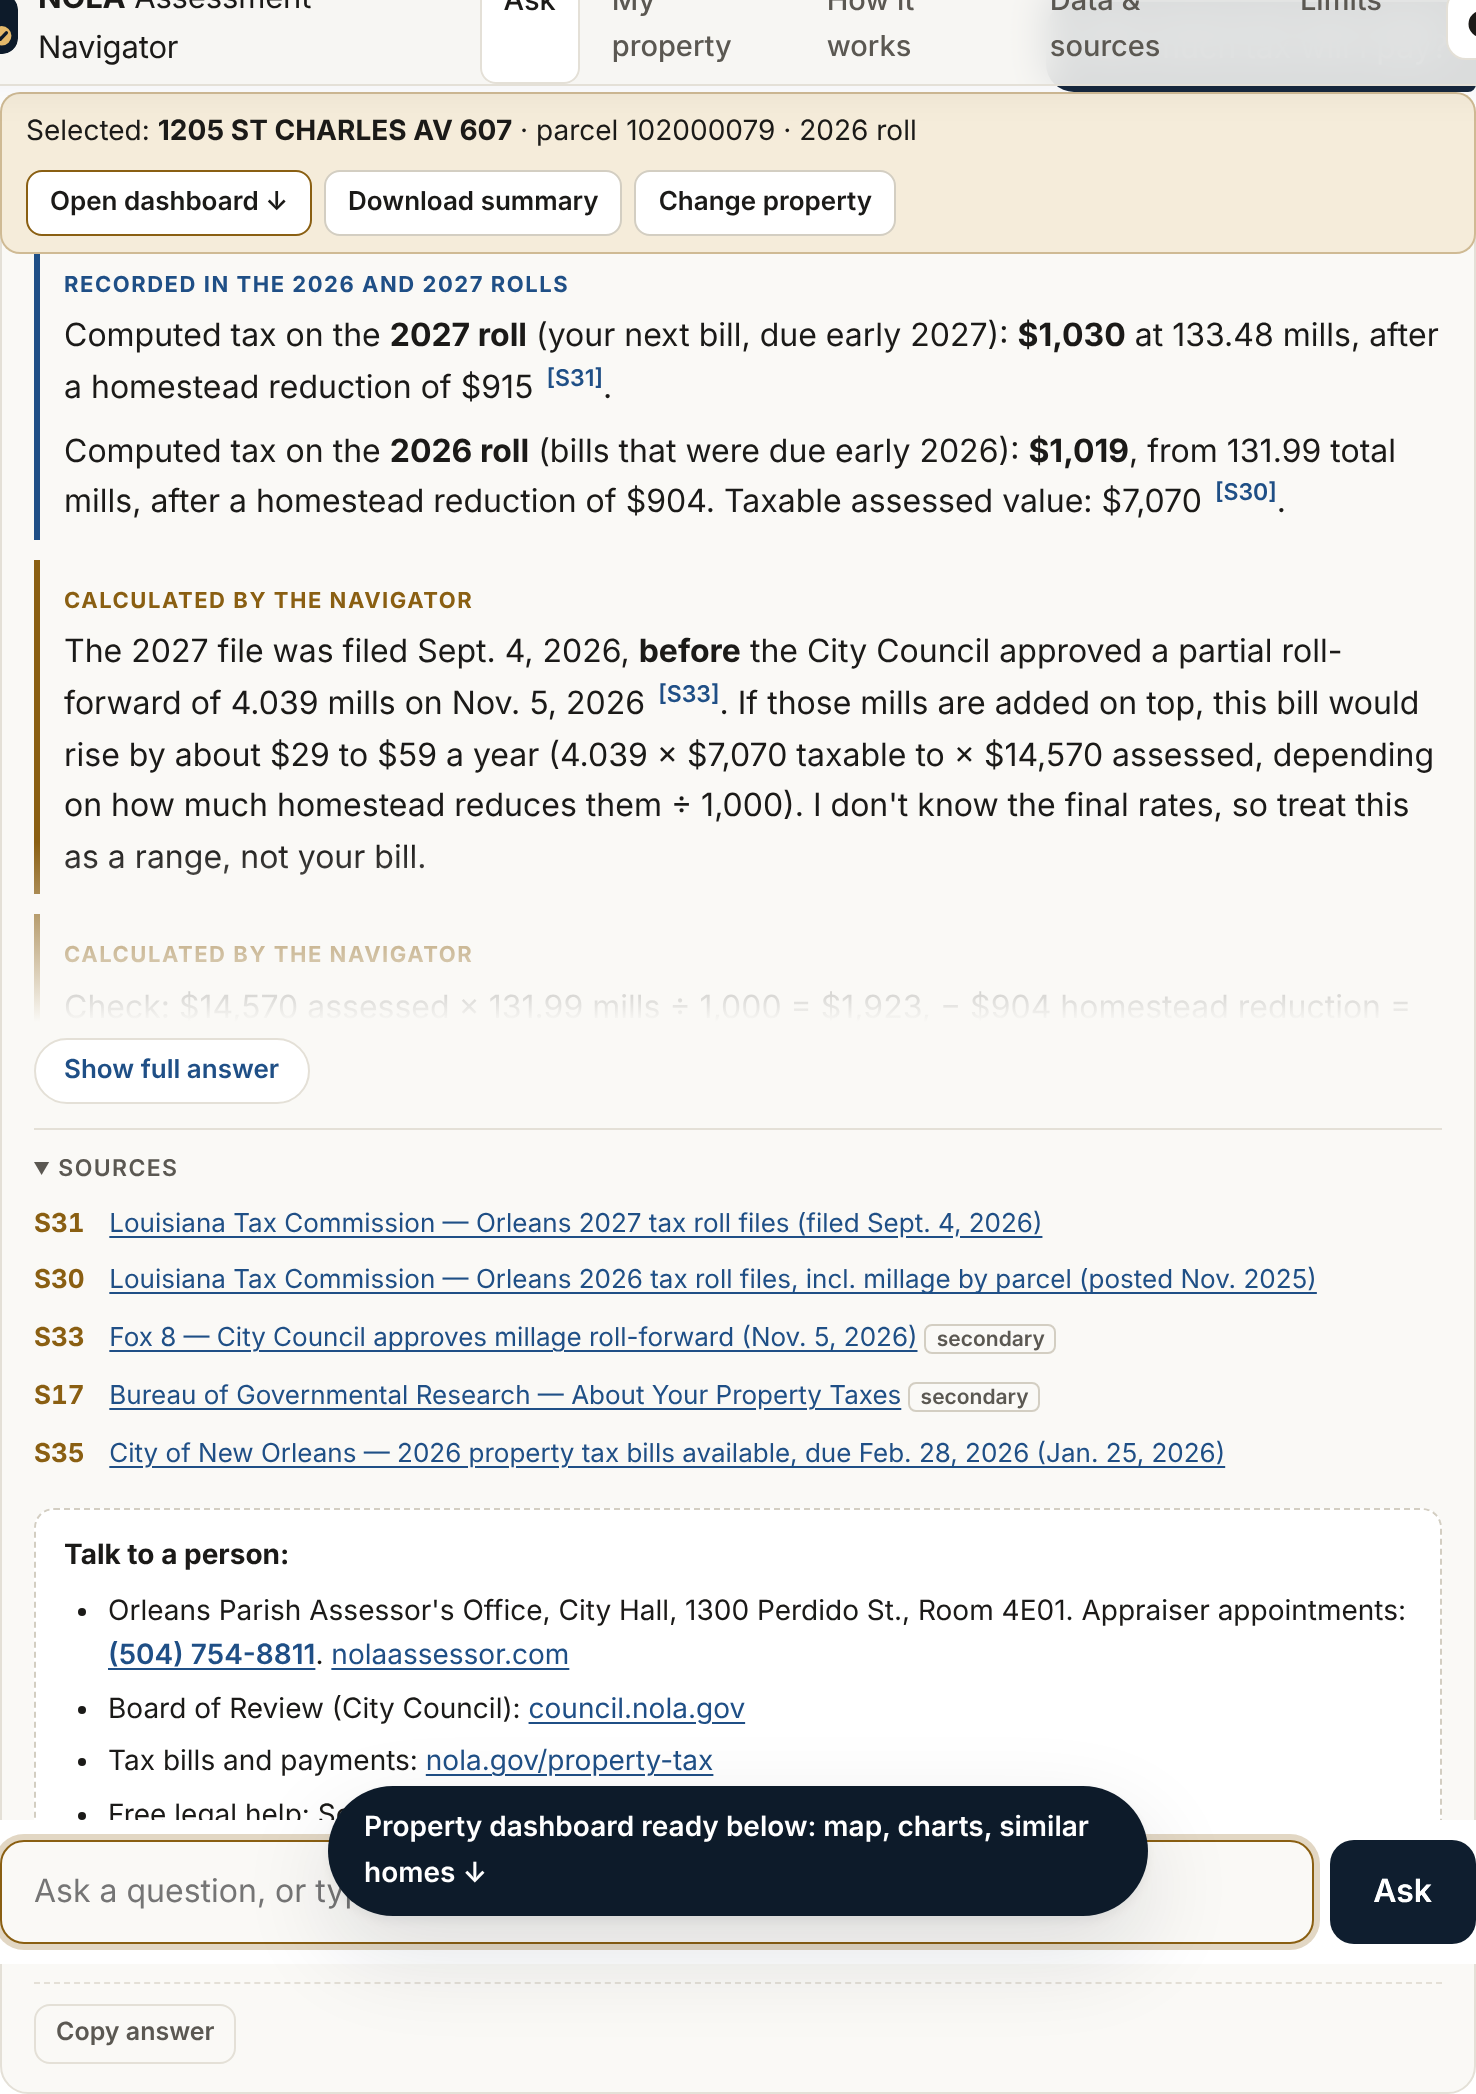 NOLA Assessment
Navigator
Ask
My
property
How it
works
Data &
sources
Limits
Selected: 1205 ST CHARLES AV 607 · parcel 102000079 · 2026 roll
Open dashboard ↓
Download summary
Change property
RECORDED IN THE 2026 AND 2027 ROLLS
Computed tax on the 2027 roll (your next bill, due early 2027): $1,030 at 133.48 mills, after
a homestead reduction of $915 [S31].
Computed tax on the 2026 roll (bills that were due early 2026): $1,019, from 131.99 total
mills, after a homestead reduction of $904. Taxable assessed value: $7,070 [S30].
CALCULATED BY THE NAVIGATOR
The 2027 file was filed Sept. 4, 2026, before the City Council approved a partial roll-
forward of 4.039 mills on Nov. 5, 2026 [S33]. If those mills are added on top, this bill would
rise by about $29 to $59 a year (4.039 × $7,070 taxable to × $14,570 assessed, depending
on how much homestead reduces them ÷ 1,000). I don't know the final rates, so treat this
as a range, not your bill.
CALCULATED BY THE NAVIGATOR
Check: $14,570 assessed × 131.99 mills ÷ 1,000 = $1,923, − $904 homestead reduction =
Show full answer
▼ SOURCES
S31 Louisiana Tax Commission — Orleans 2027 tax roll files (filed Sept. 4, 2026)
S30 Louisiana Tax Commission — Orleans 2026 tax roll files, incl. millage by parcel (posted Nov. 2025)
S33 Fox 8 — City Council approves millage roll-forward (Nov. 5, 2026) secondary
S17 Bureau of Governmental Research — About Your Property Taxes secondary
S35 City of New Orleans — 2026 property tax bills available, due Feb. 28, 2026 (Jan. 25, 2026)
Talk to a person:
• Orleans Parish Assessor's Office, City Hall, 1300 Perdido St., Room 4E01. Appraiser appointments:
(504) 754-8811. nolaassessor.com
• Board of Review (City Council): council.nola.gov
• Tax bills and payments: nola.gov/property-tax
• Free legal help:
Property dashboard ready below: map, charts, similar
homes ↓
Ask a question, or
Ask
Copy answer